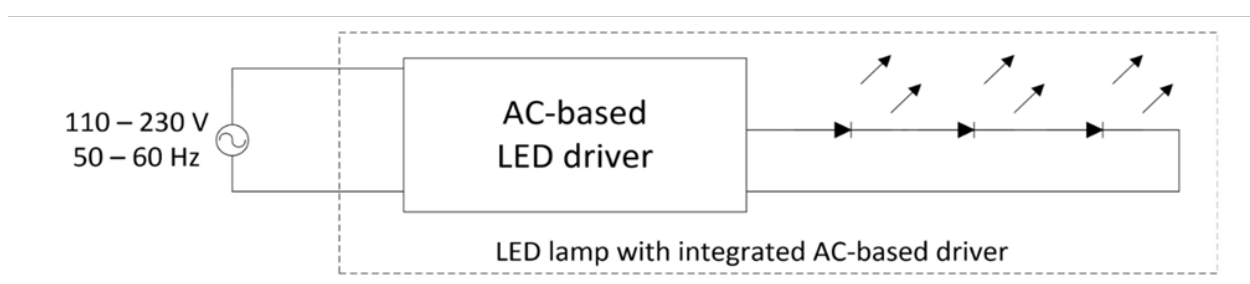 110 – 230 V
50 – 60 Hz
AC-based
LED driver
LED lamp with integrated AC-based driver